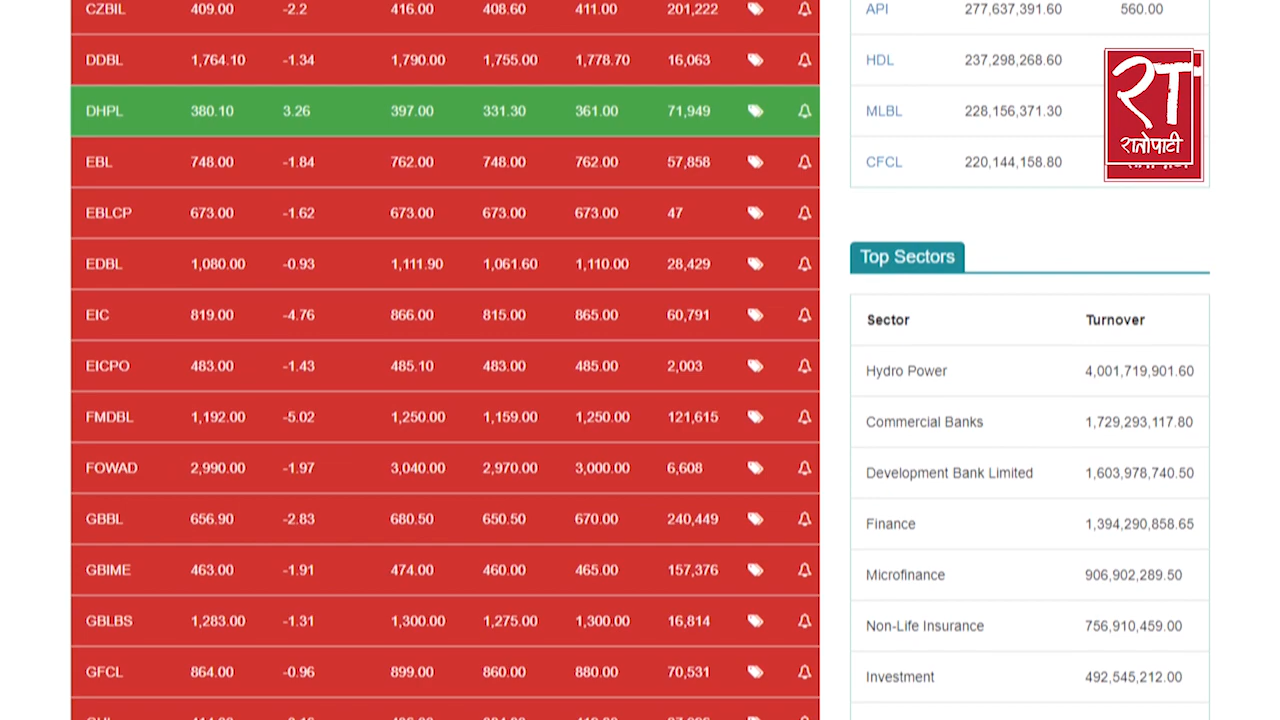 CZBIL 409.00 -2.2 416.00 408.60 411.00 201,222
DDBL 1,764.10 -1.34 1,790.00 1,755.00 1,778.70 16,063
DHPL 380.10 3.26 397.00 331.30 361.00 71,949
EBL 748.00 -1.84 762.00 748.00 762.00 57,858
EBLCP 673.00 -1.62 673.00 673.00 673.00 47
EDBL 1,080.00 -0.93 1,111.90 1,061.60 1,110.00 28,429
EIC 819.00 -4.76 866.00 815.00 865.00 60,791
EICPO 483.00 -1.43 485.10 483.00 485.00 2,003
FMDBL 1,192.00 -5.02 1,250.00 1,159.00 1,250.00 121,615
FOWAD 2,990.00 -1.97 3,040.00 2,970.00 3,000.00 6,608
GBBL 656.90 -2.83 680.50 650.50 670.00 240,449
GBIME 463.00 -1.91 474.00 460.00 465.00 157,376
GBLBS 1,283.00 -1.31 1,300.00 1,275.00 1,300.00 16,814
GFCL 864.00 -0.96 899.00 860.00 880.00 70,531
API 277,637,391.60 560.00
HDL 237,298,268.60
MLBL 228,156,371.30
CFCL 220,144,158.80
रा
रातोपाटी
Top Sectors
Sector Turnover
Hydro Power 4,001,719,901.60
Commercial Banks 1,729,293,117.80
Development Bank Limited 1,603,978,740.50
Finance 1,394,290,858.65
Microfinance 906,902,289.50
Non-Life Insurance 756,910,459.00
Investment 492,545,212.00